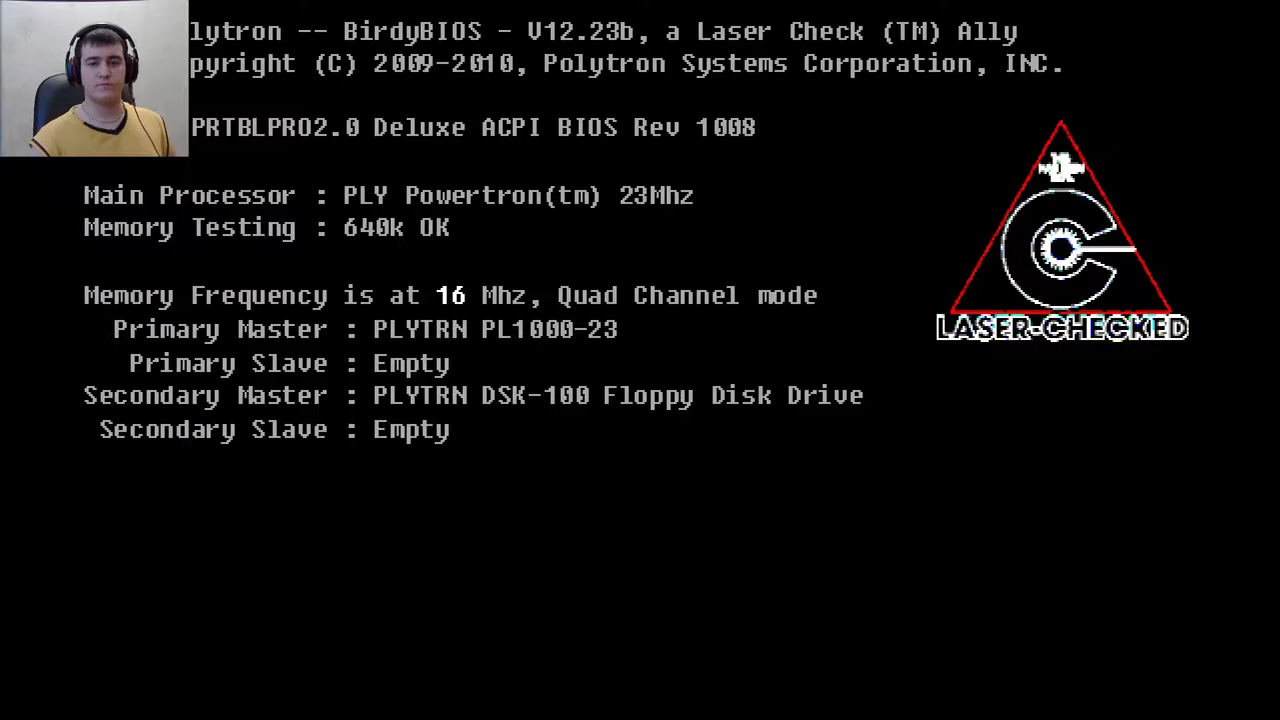 lytron -- BirdyBIOS - V12.23b, a Laser Check (TM) Ally
pyright (C) 2009-2010, Polytron Systems Corporation, INC.
PRTBLPRO2.0 Deluxe ACPI BIOS Rev 1008
Main Processor : PLY Powertron(tm) 23Mhz
Memory Testing : 640k OK
Memory Frequency is at 16 Mhz, Quad Channel mode
Primary Master : PLYTRN PL1000-23
Primary Slave : Empty
Secondary Master : PLYTRN DSK-100 Floppy Disk Drive
Secondary Slave : Empty
LASER-CHECKED